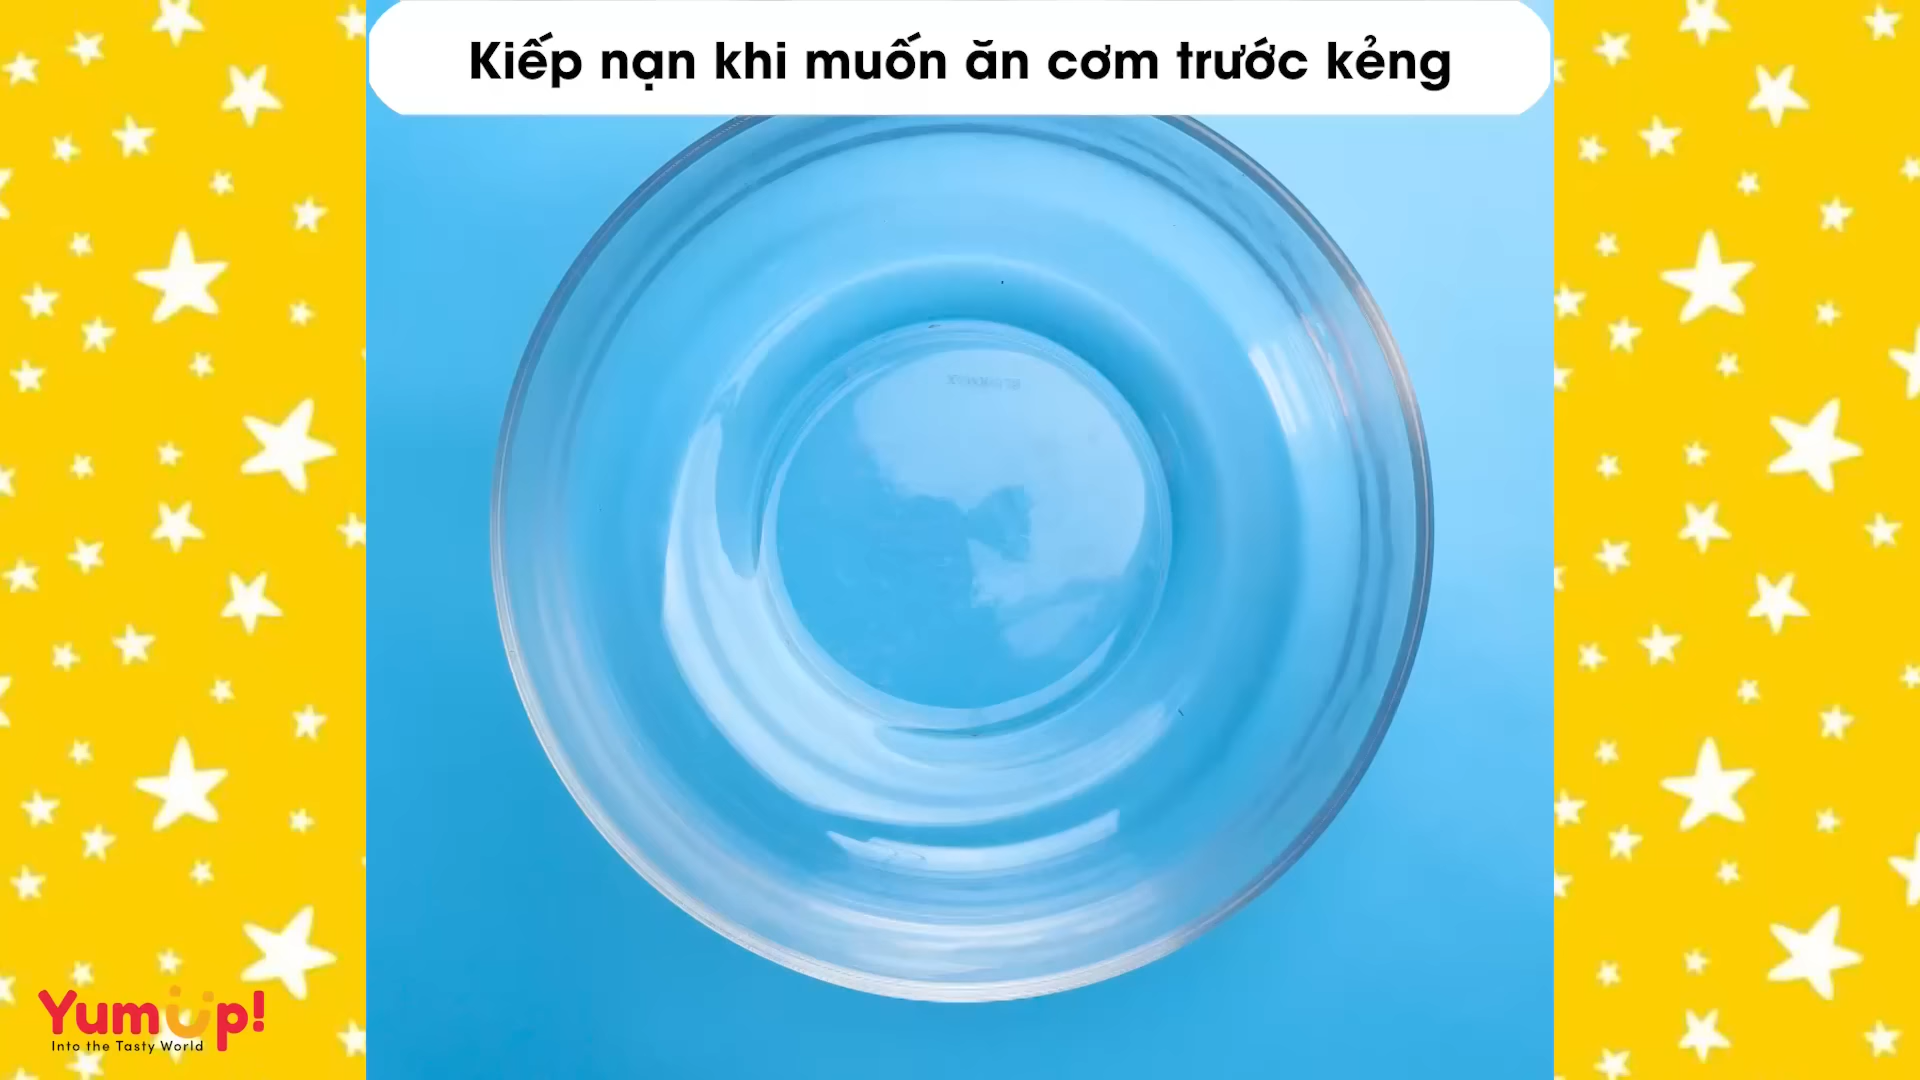 Kiếp nạn khi muốn ăn cơm trước kẻng
YumUp!
Into the Tasty World